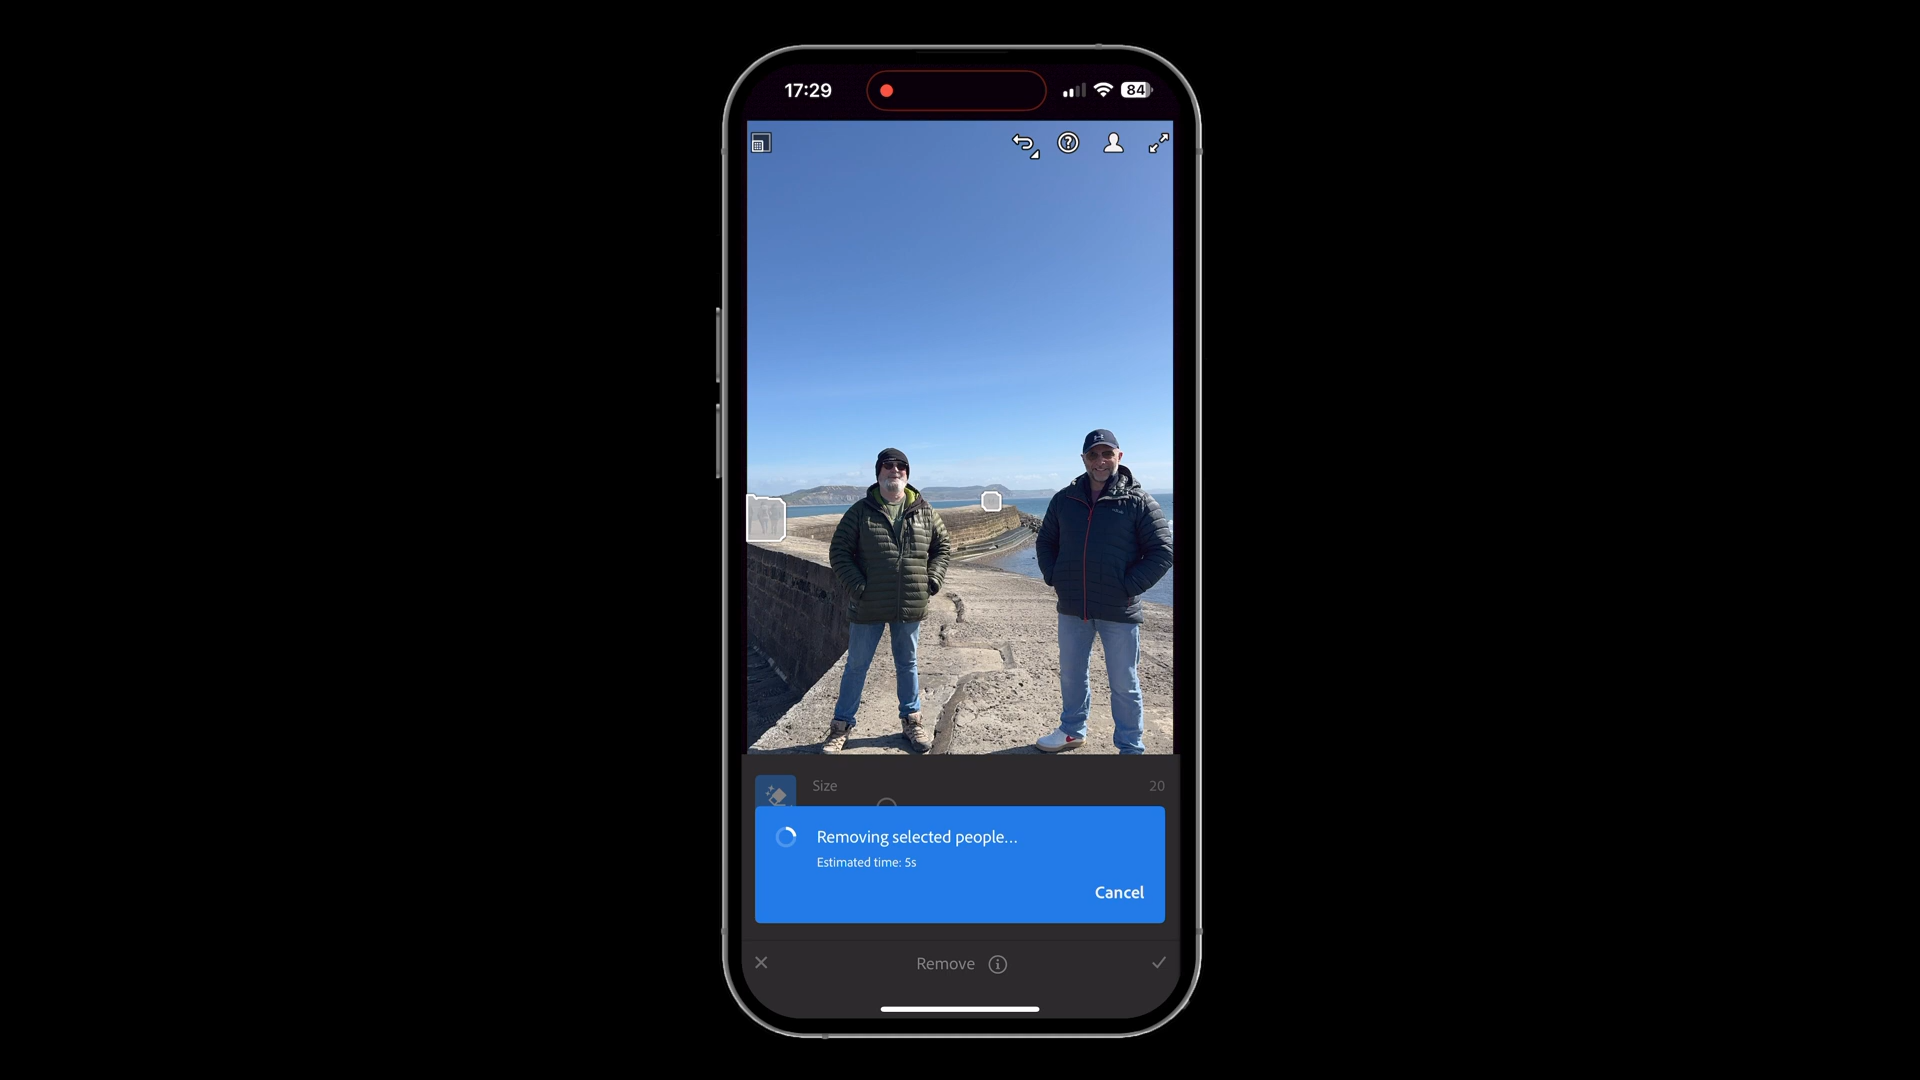 17:29
84
Size 20
Removing selected people...
Estimated time: 5s
Cancel
Remove